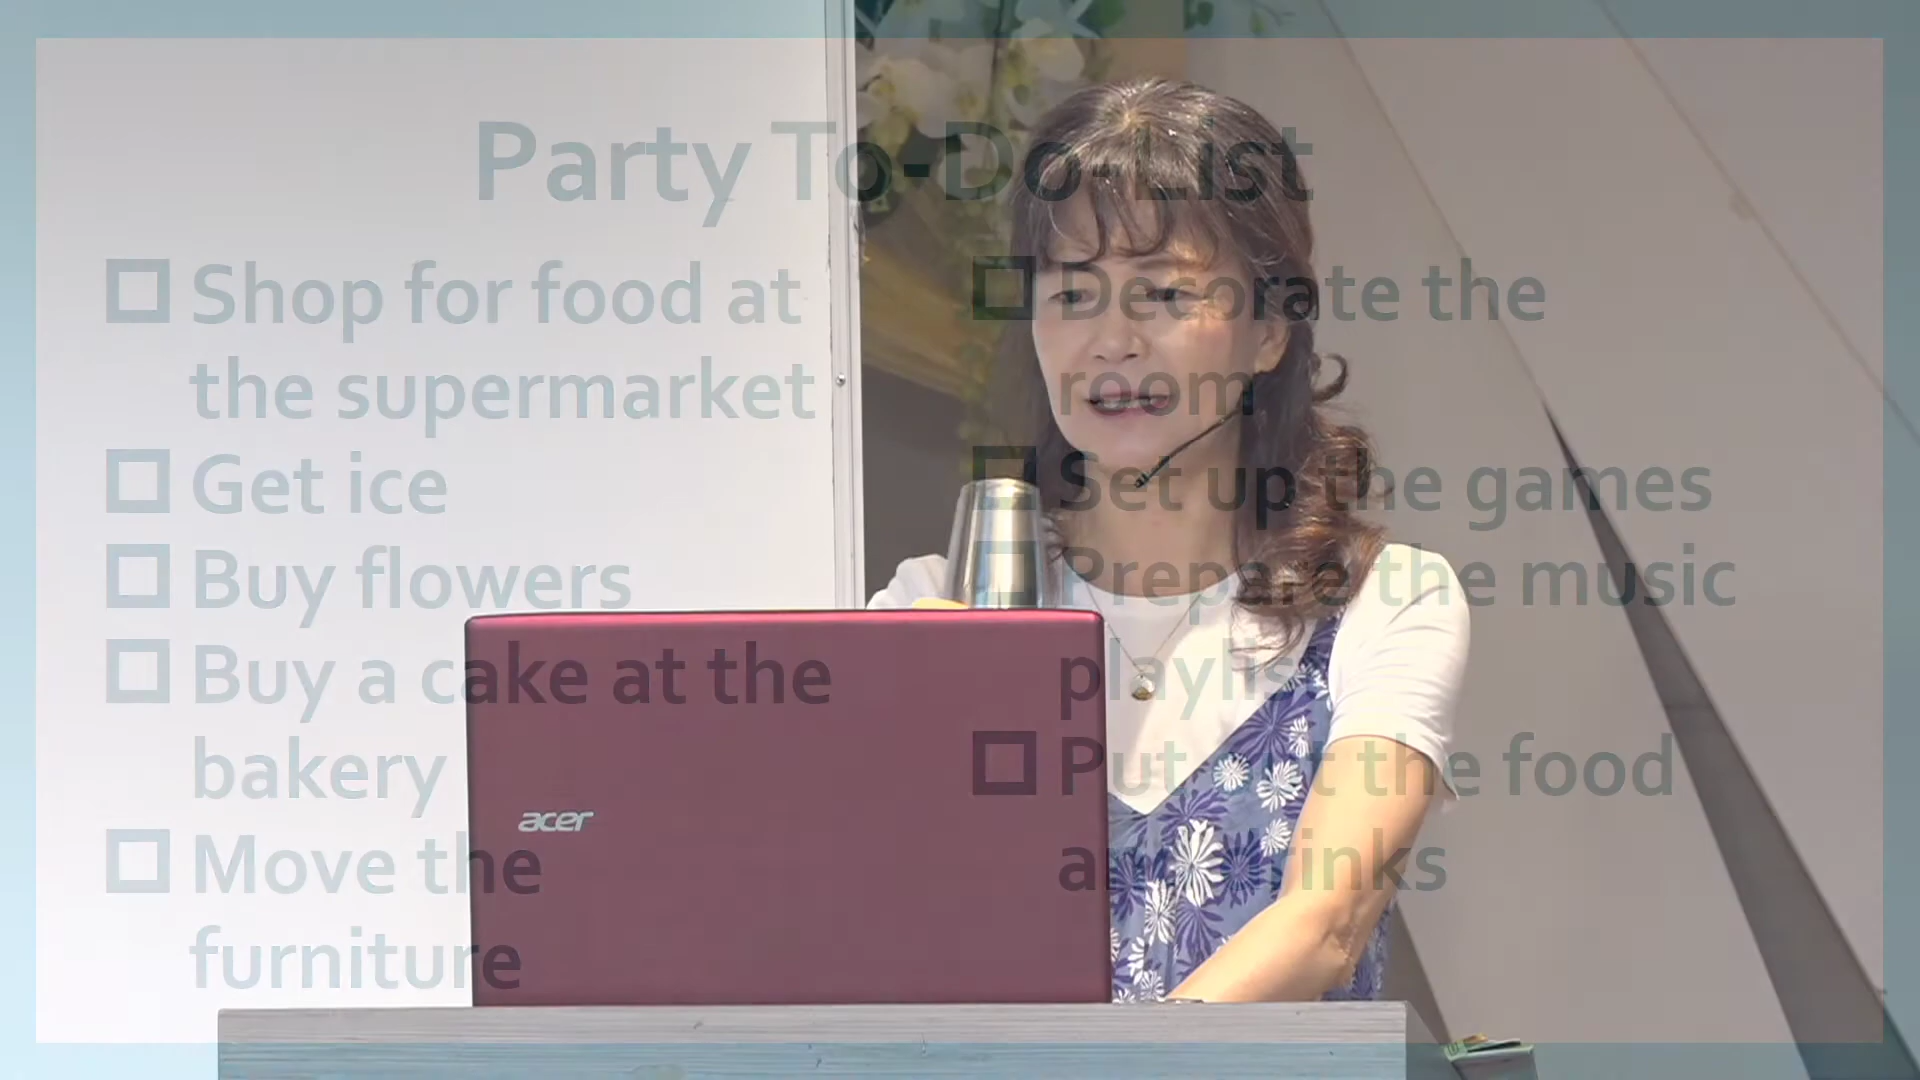 Party To-Do-List
Shop for food at
the supermarket
Get ice
Buy flowers
Buy a cake at the
bakery
Move the
furniture
Decorate the
room
Set up the games
Prepare the music
playlist
Put out the food
and drinks
acer